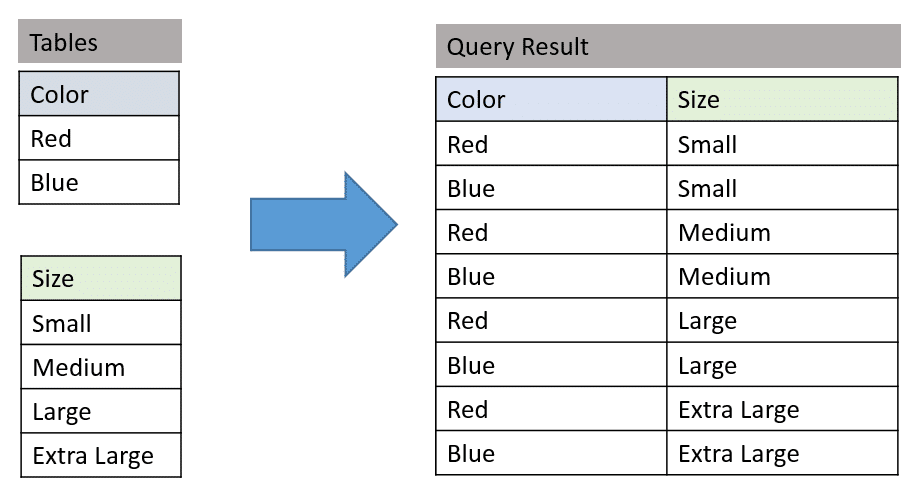 Tables
Color
Red
Blue
Size
Small
Medium
Large
Extra Large
Query Result
Color Size
Red Small
Blue Small
Red Medium
Blue Medium
Red Large
Blue Large
Red Extra Large
Blue Extra Large